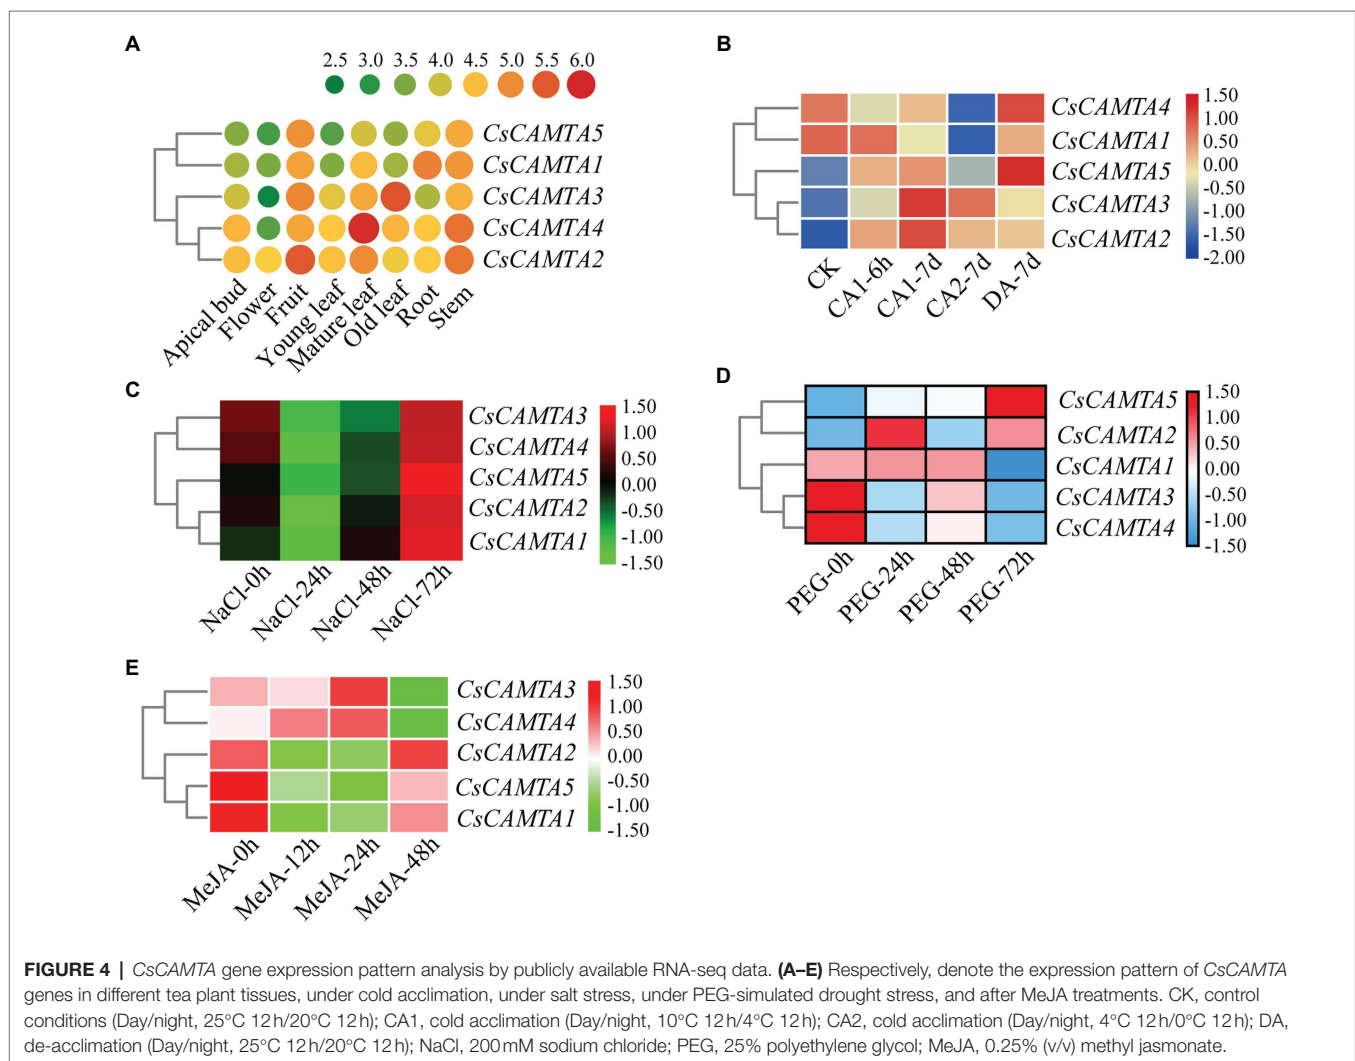 A
2.5 3.0 3.5 4.0 4.5 5.0 5.5 6.0
CsCAMTA5
CsCAMTA1
CsCAMTA3
CsCAMTA4
CsCAMTA2
Apical bud
Flower
Fruit
Young leaf
Mature leaf
Old leaf
Root
Stem
B
CsCAMTA4
CsCAMTA1
CsCAMTA5
CsCAMTA3
CsCAMTA2
1.50
1.00
0.50
0.00
-0.50
-1.00
-1.50
-2.00
CK
CA1-6h
CA1-7d
CA2-7d
DA-7d
C
CsCAMTA3
CsCAMTA4
CsCAMTA5
CsCAMTA2
CsCAMTA1
1.50
1.00
0.50
0.00
-0.50
-1.00
-1.50
NaCl-0h
NaCl-24h
NaCl-48h
NaCl-72h
D
CsCAMTA5
CsCAMTA2
CsCAMTA1
CsCAMTA3
CsCAMTA4
1.50
1.00
0.50
0.00
-0.50
-1.00
-1.50
PEG-0h
PEG-24h
PEG-48h
PEG-72h
E
CsCAMTA3
CsCAMTA4
CsCAMTA2
CsCAMTA5
CsCAMTA1
1.50
1.00
0.50
0.00
-0.50
-1.00
-1.50
MeJA-0h
MeJA-12h
MeJA-24h
MeJA-48h
FIGURE 4 | CsCAMTA gene expression pattern analysis by publicly available RNA-seq data. (A–E) Respectively, denote the expression pattern of CsCAMTA
genes in different tea plant tissues, under cold acclimation, under salt stress, under PEG-simulated drought stress, and after MeJA treatments. CK, control
conditions (Day/night, 25°C 12 h/20°C 12 h); CA1, cold acclimation (Day/night, 10°C 12 h/4°C 12 h); CA2, cold acclimation (Day/night, 4°C 12 h/0°C 12 h); DA,
de-acclimation (Day/night, 25°C 12 h/20°C 12 h); NaCl, 200 mM sodium chloride; PEG, 25% polyethylene glycol; MeJA, 0.25% (v/v) methyl jasmonate.